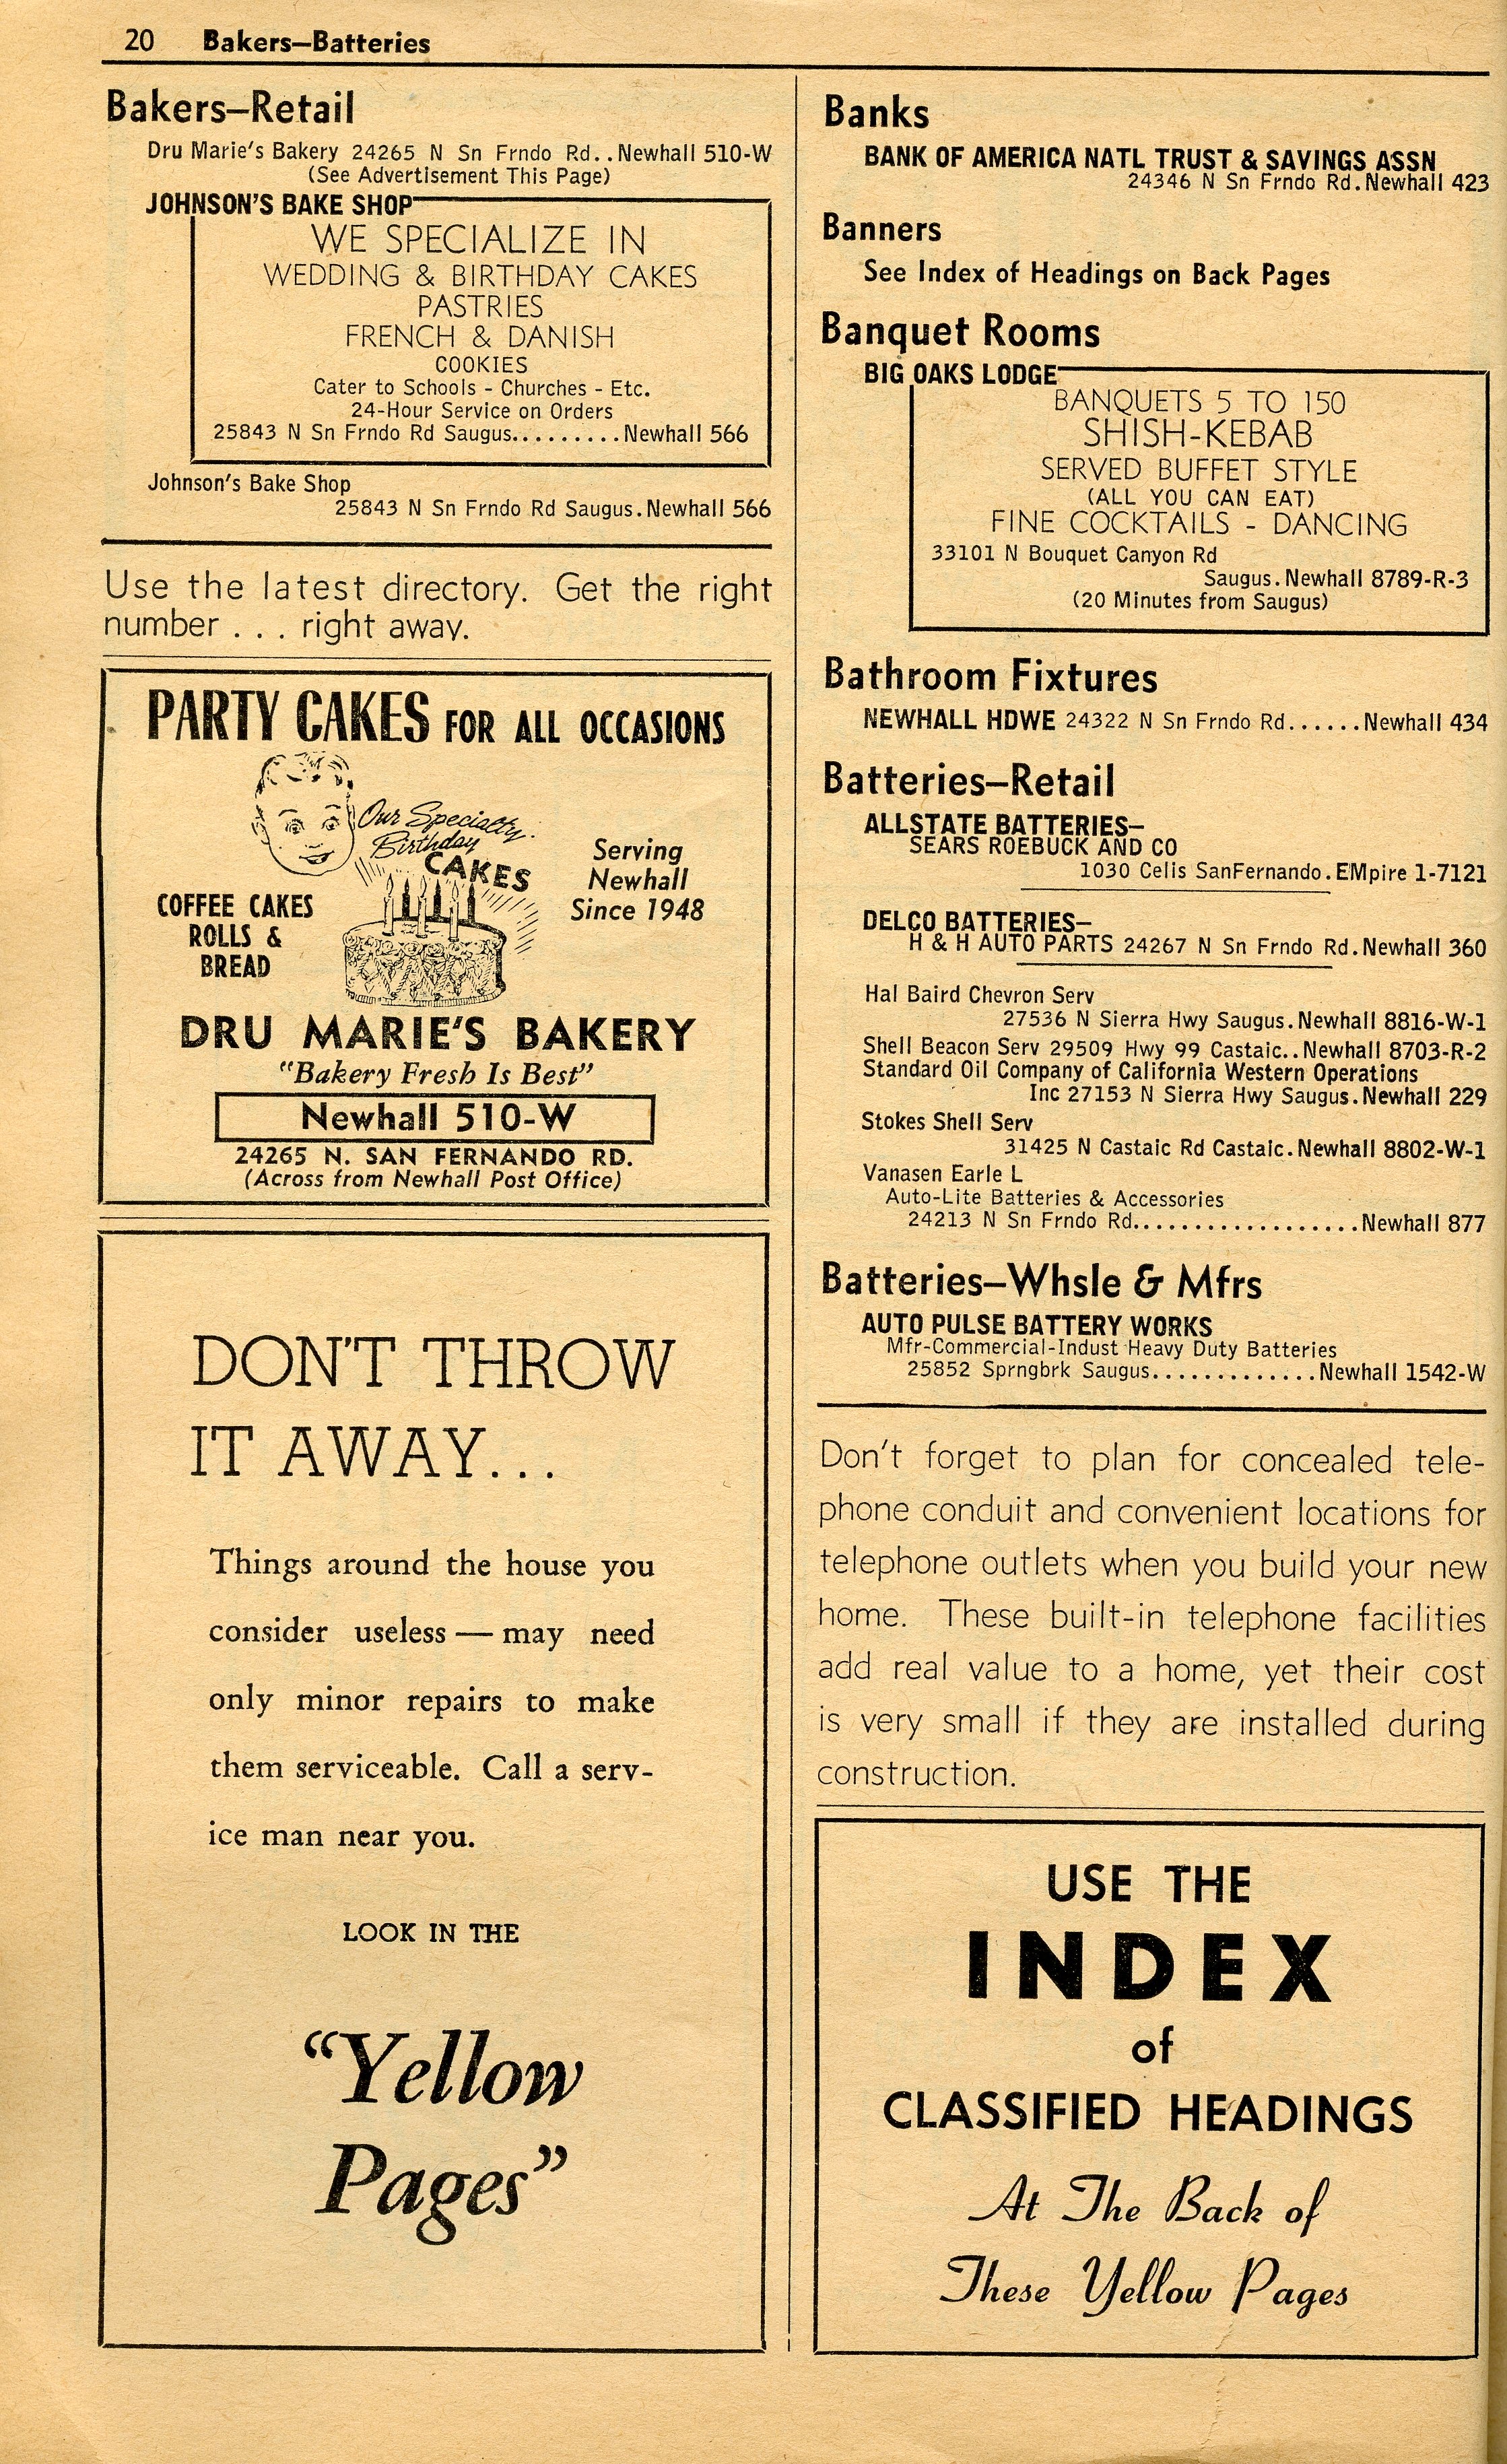 20 Bakers—Batteries
Bakers—Retail
Dru Marie's Bakery 24265 N Sn Frndo Rd..Newhall 510-W
(See Advertisement This Page)
JOHNSON'S BAKE SHOP
WE SPECIALIZE IN
WEDDING & BIRTHDAY CAKES
PASTRIES
FRENCH & DANISH
COOKIES
Cater to Schools - Churches - Etc.
24-Hour Service on Orders
25843 N Sn Frndo Rd Saugus.........Newhall 566
Johnson's Bake Shop
25843 N Sn Frndo Rd Saugus.Newhall 566
Use the latest directory. Get the right
number . . . right away.
PARTY CAKES FOR ALL OCCASIONS
Our Specialty
Birthday
CAKES
Serving
Newhall
Since 1948
COFFEE CAKES
ROLLS &
BREAD
DRU MARIE'S BAKERY
"Bakery Fresh Is Best"
Newhall 510-W
24265 N. SAN FERNANDO RD.
(Across from Newhall Post Office)
DON'T THROW
IT AWAY...
Things around the house you
consider useless — may need
only minor repairs to make
them serviceable. Call a serv-
ice man near you.
LOOK IN THE
"Yellow
Pages"
Banks
BANK OF AMERICA NATL TRUST & SAVINGS ASSN
24346 N Sn Frndo Rd.Newhall 423
Banners
See Index of Headings on Back Pages
Banquet Rooms
BIG OAKS LODGE
BANQUETS 5 TO 150
SHISH-KEBAB
SERVED BUFFET STYLE
(ALL YOU CAN EAT)
FINE COCKTAILS - DANCING
33101 N Bouquet Canyon Rd
Saugus.Newhall 8789-R-3
(20 Minutes from Saugus)
Bathroom Fixtures
NEWHALL HDWE 24322 N Sn Frndo Rd......Newhall 434
Batteries—Retail
ALLSTATE BATTERIES—
SEARS ROEBUCK AND CO
1030 Celis SanFernando.EMpire 1-7121
DELCO BATTERIES—
H & H AUTO PARTS 24267 N Sn Frndo Rd.Newhall 360
Hal Baird Chevron Serv
27536 N Sierra Hwy Saugus.Newhall 8816-W-1
Shell Beacon Serv 29509 Hwy 99 Castaic..Newhall 8703-R-2
Standard Oil Company of California Western Operations
Inc 27153 N Sierra Hwy Saugus.Newhall 229
Stokes Shell Serv
31425 N Castaic Rd Castaic.Newhall 8802-W-1
Vanasen Earle L
Auto-Lite Batteries & Accessories
24213 N Sn Frndo Rd...................Newhall 877
Batteries—Whsle & Mfrs
AUTO PULSE BATTERY WORKS
Mfr-Commercial-Indust Heavy Duty Batteries
25852 Sprngbrk Saugus.............Newhall 1542-W
Don't forget to plan for concealed tele-
phone conduit and convenient locations for
telephone outlets when you build your new
home. These built-in telephone facilities
add real value to a home, yet their cost
is very small if they are installed during
construction.
USE THE
INDEX
of
CLASSIFIED HEADINGS
At The Back of
These Yellow Pages